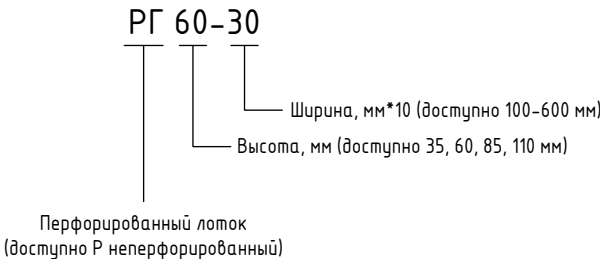 РГ 60-30
Ширина, мм*10 (доступно 100-600 мм)
Высота, мм (доступно 35, 60, 85, 110 мм)
Перфорированный лоток
(доступно Р неперфорированный)